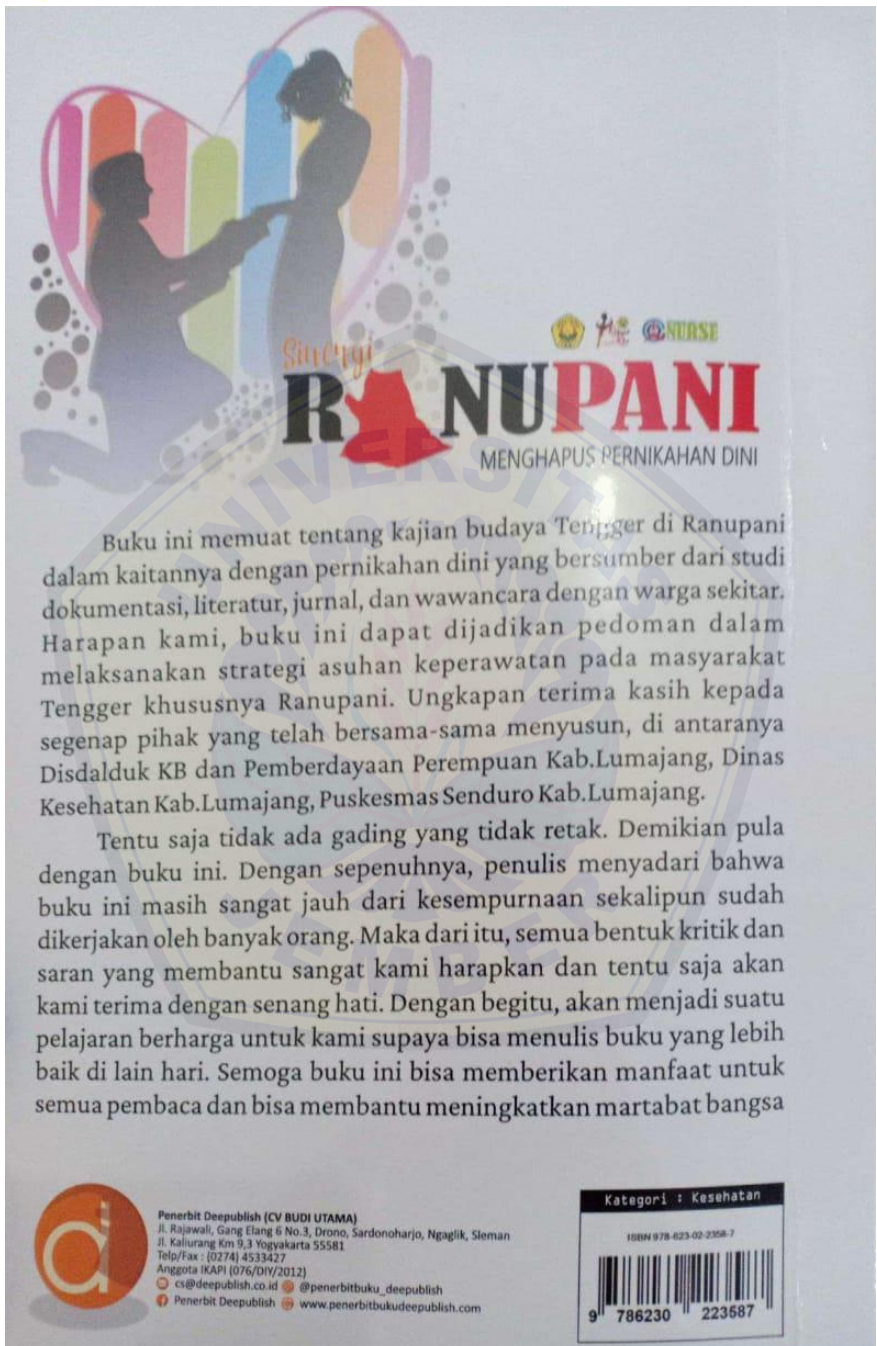 @NURSE
Sinergi
RANUPANI
MENGHAPUS PERNIKAHAN DINI
UNIVERSITAS
Buku ini memuat tentang kajian budaya Tengger di Ranupani
dalam kaitannya dengan pernikahan dini yang bersumber dari studi
dokumentasi, literatur, jurnal, dan wawancara dengan warga sekitar.
Harapan kami, buku ini dapat dijadikan pedoman dalam
melaksanakan strategi asuhan keperawatan pada masyarakat
Tengger khususnya Ranupani. Ungkapan terima kasih kepada
segenap pihak yang telah bersama-sama menyusun, di antaranya
Disdalduk KB dan Pemberdayaan Perempuan Kab.Lumajang, Dinas
Kesehatan Kab.Lumajang, Puskesmas Senduro Kab.Lumajang.
Tentu saja tidak ada gading yang tidak retak. Demikian pula
dengan buku ini. Dengan sepenuhnya, penulis menyadari bahwa
buku ini masih sangat jauh dari kesempurnaan sekalipun sudah
dikerjakan oleh banyak orang. Maka dari itu, semua bentuk kritik dan
saran yang membantu sangat kami harapkan dan tentu saja akan
kami terima dengan senang hati. Dengan begitu, akan menjadi suatu
pelajaran berharga untuk kami supaya bisa menulis buku yang lebih
baik di lain hari. Semoga buku ini bisa memberikan manfaat untuk
semua pembaca dan bisa membantu meningkatkan martabat bangsa
JEMBER
Penerbit Deepublish (CV BUDI UTAMA)
Jl. Rajawali, Gang Elang 6 No.3, Drono, Sardonoharjo, Ngaglik, Sleman
Jl. Kaliurang Km 9,3 Yogyakarta 55581
Telp/Fax : (0274) 4533427
Anggota IKAPI (076/DIY/2012)
cs@deepublish.co.id @penerbitbuku_deepublish
Penerbit Deepublish www.penerbitbukudeepublish.com
Kategori : Kesehatan
ISBN 978-623-02-2358-7
9 786230 223587